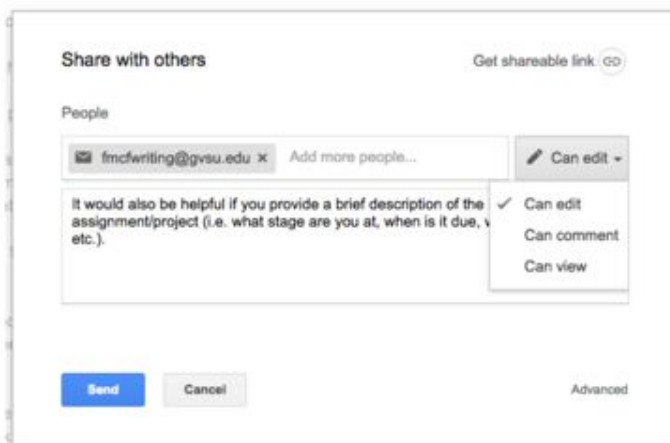 Share with others
Get shareable link
People
fmcfwriting@gvsu.edu × Add more people...
Can edit
It would also be helpful if you provide a brief description of the
assignment/project (i.e. what stage are you at, when is it due,
etc.).
✓ Can edit
Can comment
Can view
Send
Cancel
Advanced